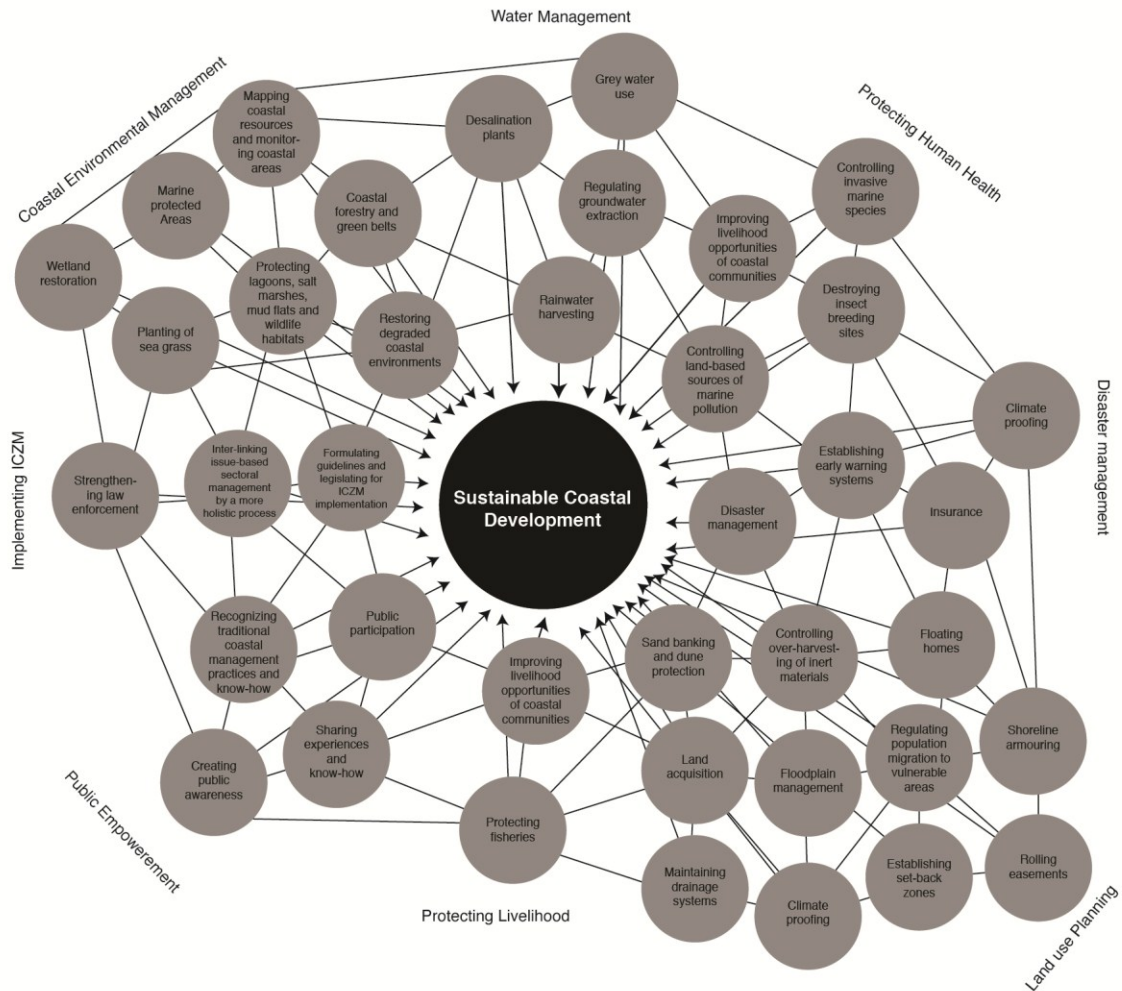 Water Management
Coastal Environmental Management
Protecting Human Health
Disaster management
Land use Planning
Protecting Livelihood
Public Empowerement
Implementing ICZM
Grey water
use
Desalination
plants
Mapping
coastal
resources
and monitor-
ing coastal
areas
Marine
protected
Areas
Coastal
forestry and
green belts
Regulating
groundwater
extraction
Controlling
invasive
marine
species
Improving
livelihood
opportunities
of coastal
communities
Wetland
restoration
Protecting
lagoons, salt
marshes,
mud flats and
wildlife
habitats
Planting of
sea grass
Restoring
degraded
coastal
environments
Rainwater
harvesting
Destroying
insect
breeding
sites
Controlling
land-based
sources of
marine
pollution
Climate
proofing
Strengthen-
ing law
enforcement
Inter-linking
issue-based
sectoral
management
by a more
holistic process
Formulating
guidelines and
legislating for
ICZM
implementation
Sustainable Coastal
Development
Establishing
early warning
systems
Disaster
management
Insurance
Recognizing
traditional
coastal
management
practices and
know-how
Public
participation
Improving
livelihood
opportunities
of coastal
communities
Sand banking
and dune
protection
Controlling
over-harvest-
ing of inert
materials
Floating
homes
Creating
public
awareness
Sharing
experiences
and
know-how
Land
acquisition
Floodplain
management
Regulating
population
migration to
vulnerable
areas
Shoreline
armouring
Protecting
fisheries
Maintaining
drainage
systems
Climate
proofing
Establishing
set-back
zones
Rolling
easements